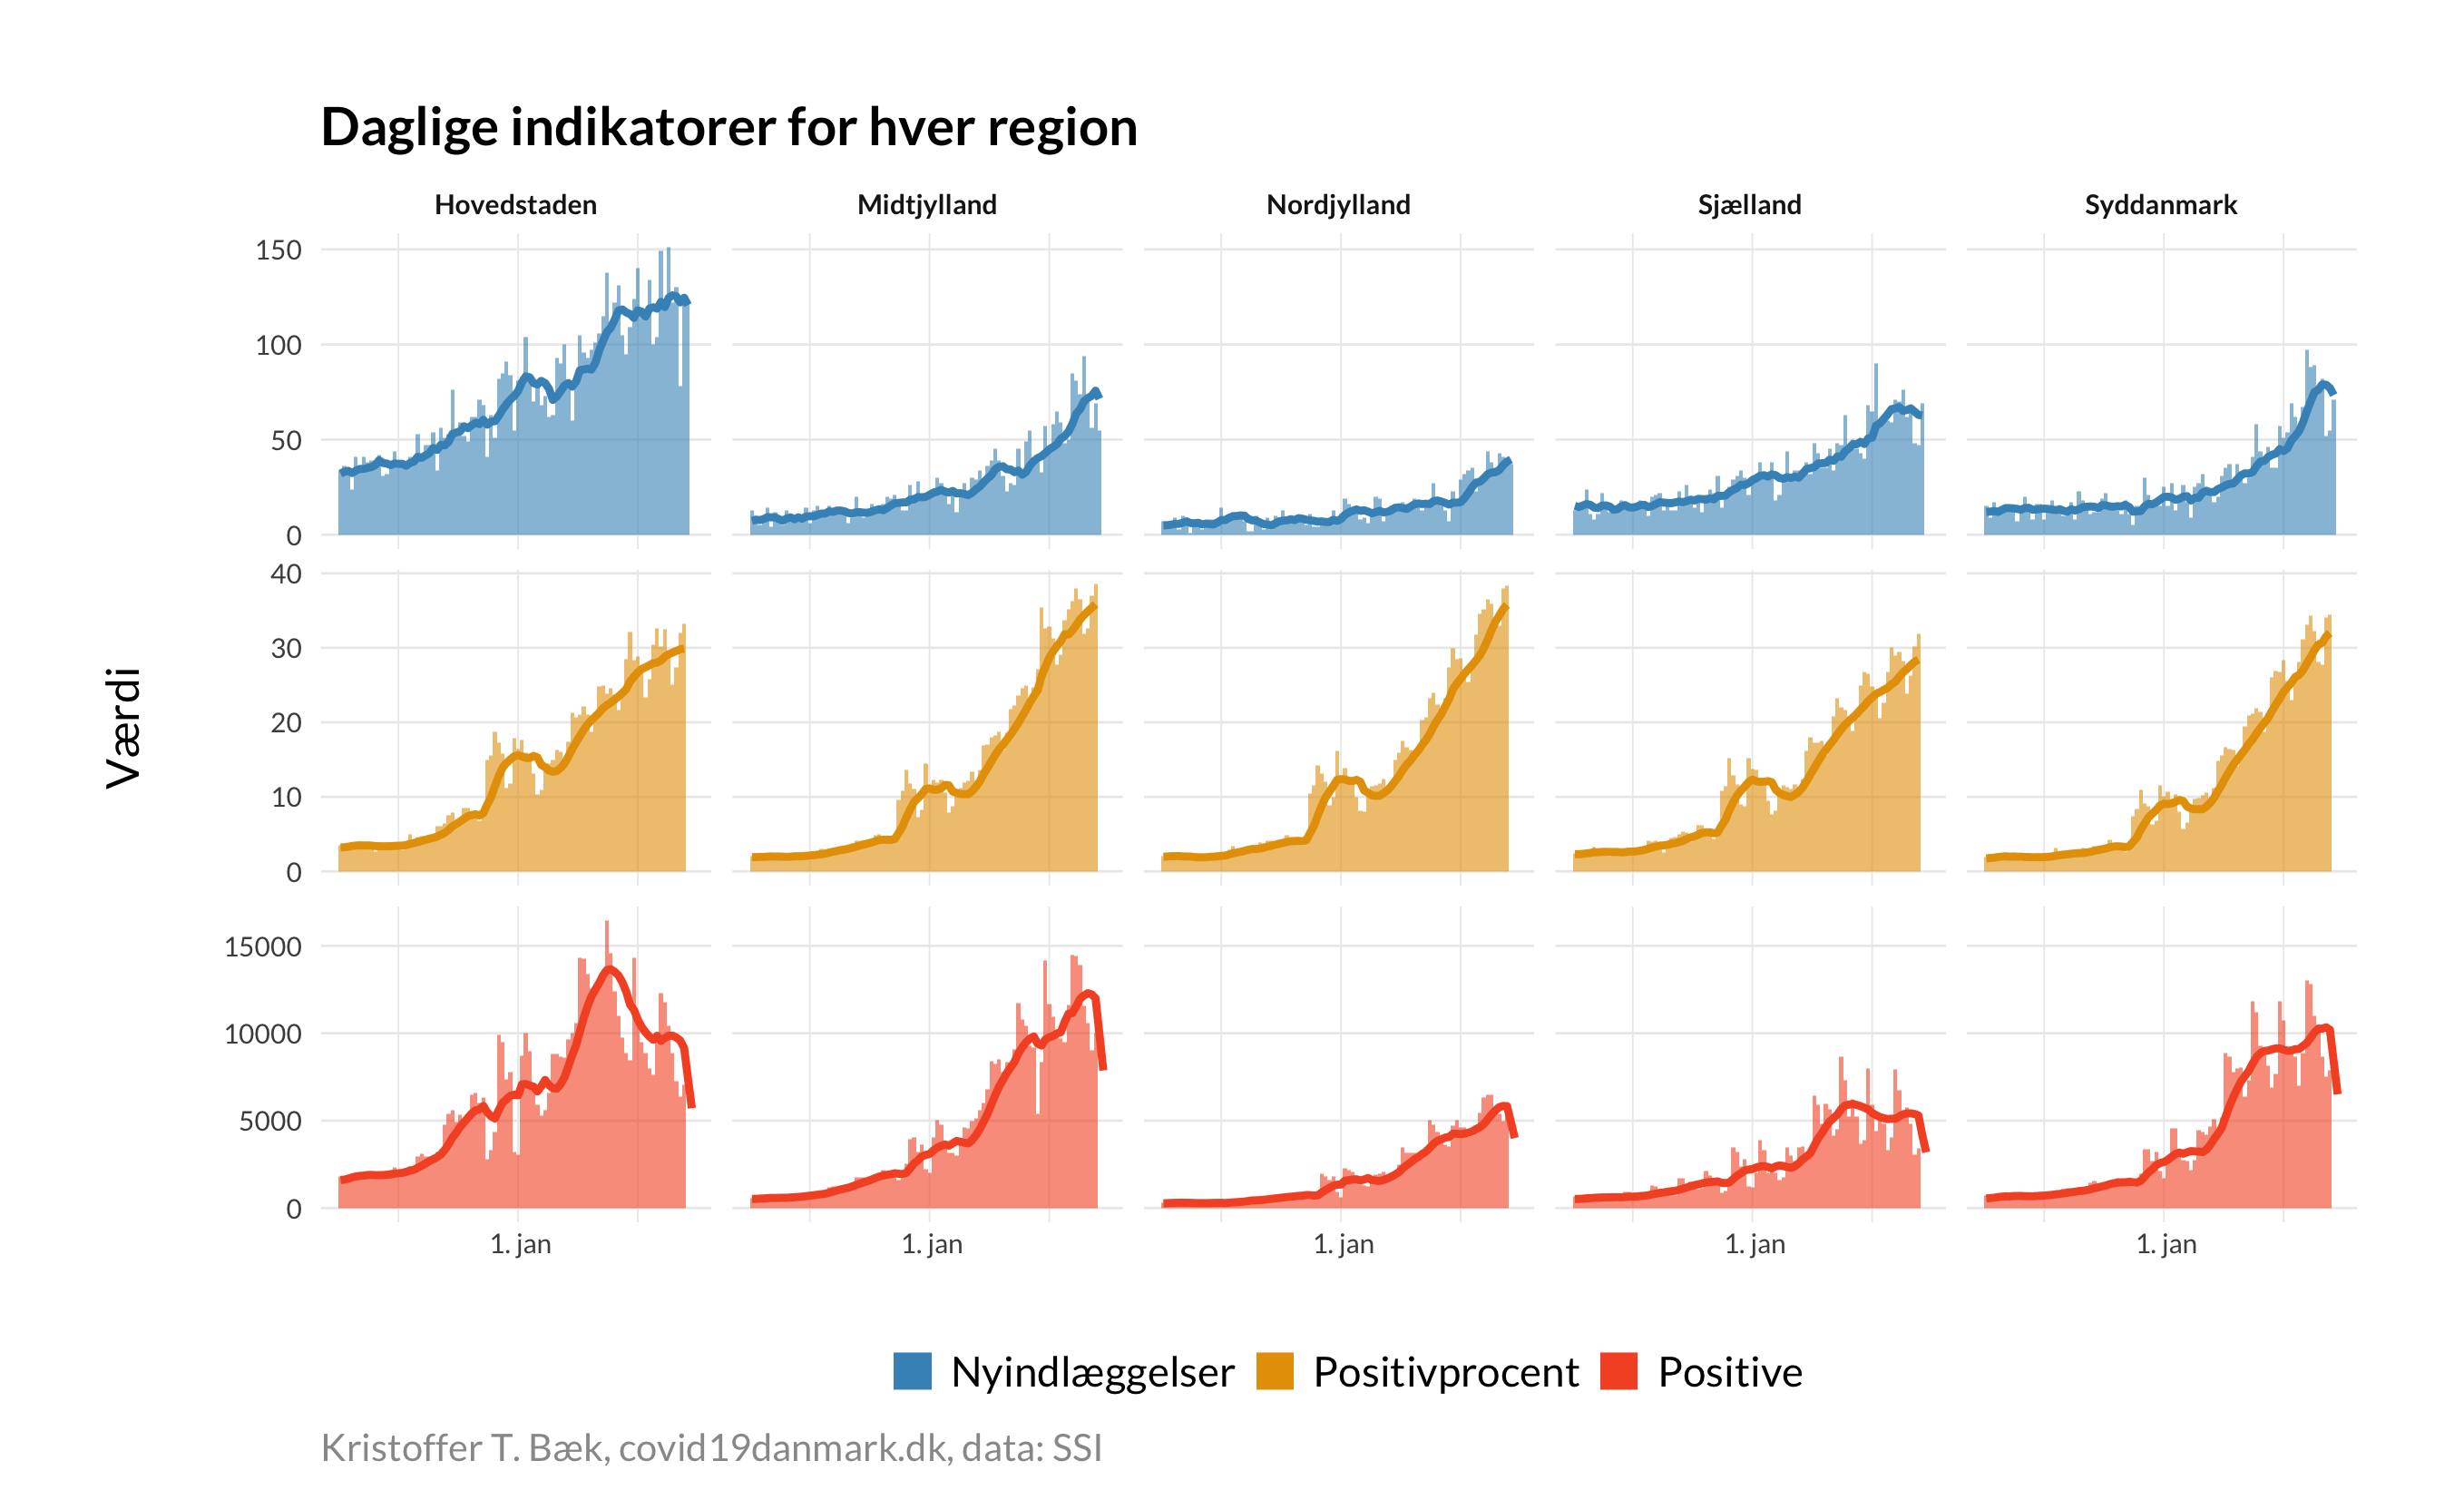 Daglige indikatorer for hver region
Hovedstaden Midtjylland Nordjylland Sjælland Syddanmark
150
100
50
0
40
30
20
10
0
15000
10000
5000
0
Værdi
1. jan 1. jan 1. jan 1. jan 1. jan
Nyindlæggelser Positivprocent Positive
Kristoffer T. Bæk, covid19danmark.dk, data: SSI